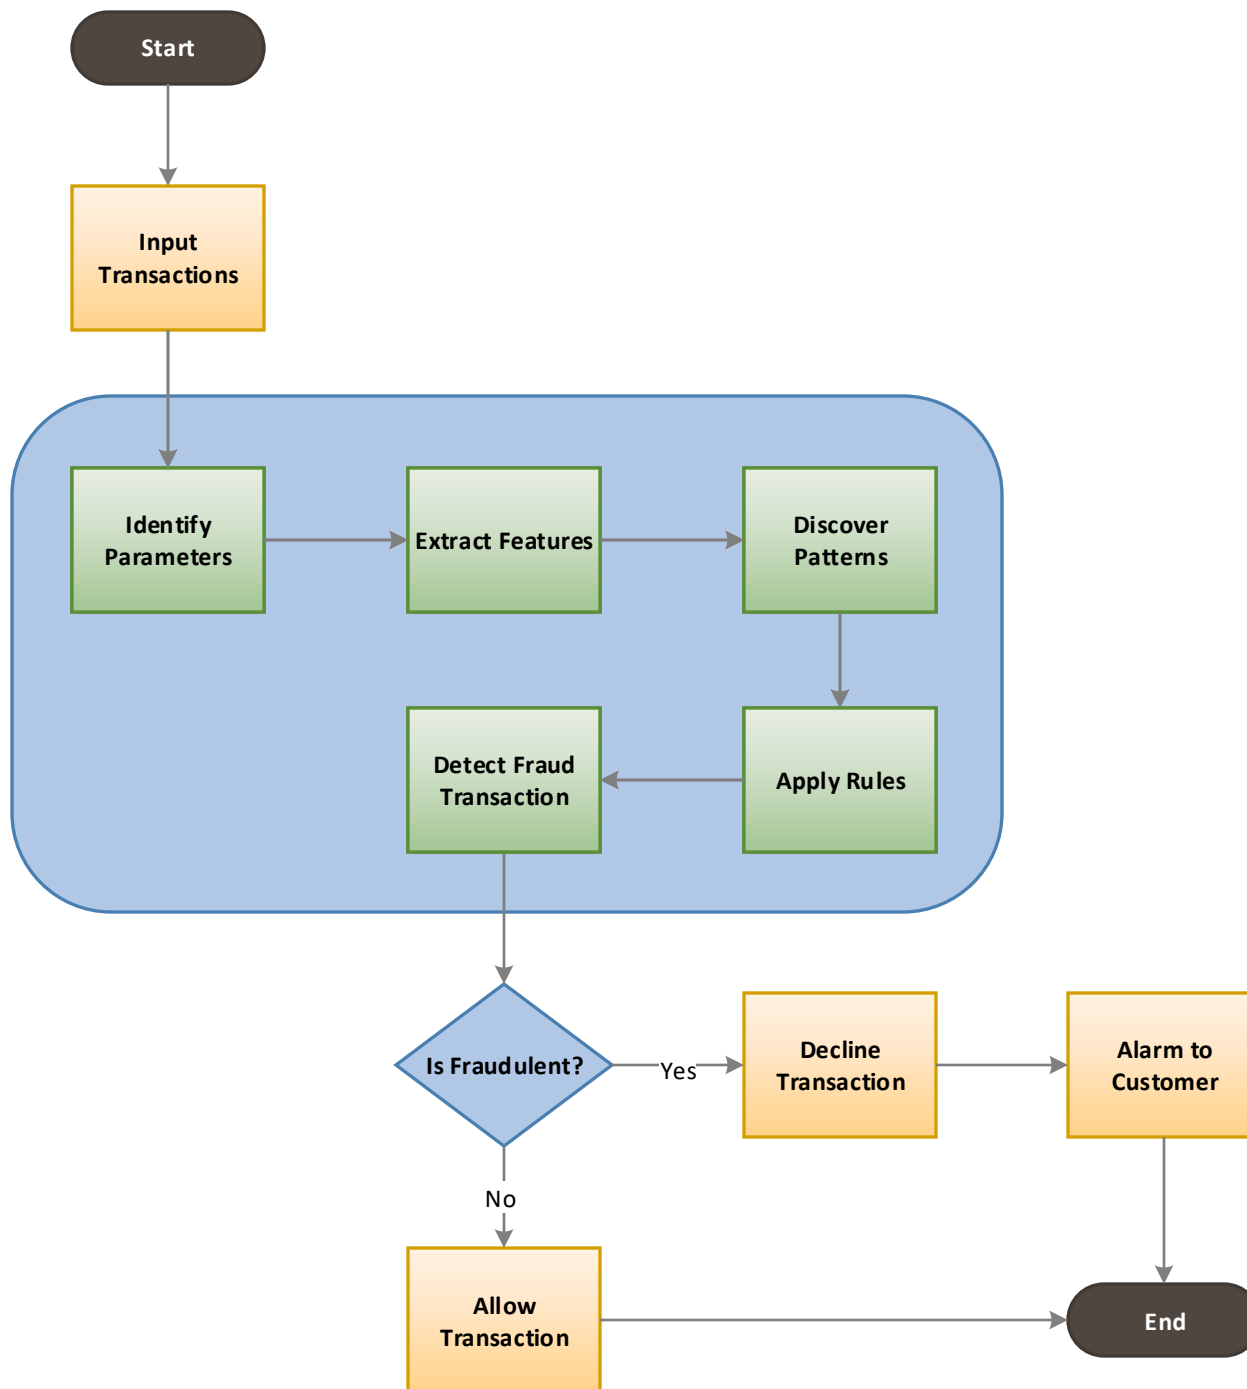 Start
Input
Transactions
Identify
Parameters
Extract Features
Discover
Patterns
Detect Fraud
Transaction
Apply Rules
Is Fraudulent?
Yes
Decline
Transaction
Alarm to
Customer
No
Allow
Transaction
End